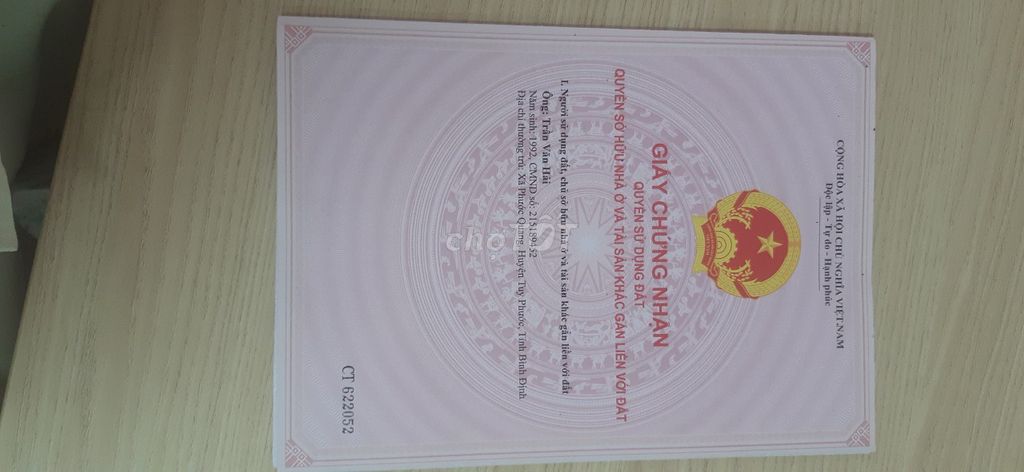 CỘNG HÒA XÃ HỘI CHỦ NGHĨA VIỆT NAM
Độc lập - Tự do - Hạnh phúc
GIẤY CHỨNG NHẬN
QUYỀN SỬ DỤNG ĐẤT
QUYỀN SỞ HỮU NHÀ Ở VÀ TÀI SẢN KHÁC GẮN LIỀN VỚI ĐẤT
I. Người sử dụng đất, chủ sở hữu nhà ở và tài sản khác gắn liền với đất
Ông: Trần Văn Hải
Năm sinh: 1992, CMND số: 215189452
Địa chỉ thường trú: Xã Phước Quang, Huyện Tuy Phước, Tỉnh Bình Định
CT 622052
chợTỐT